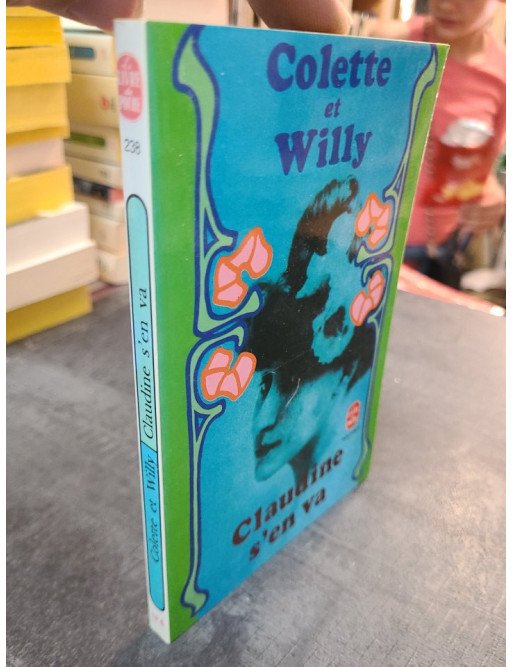 Colette
et
Willy
Claudine
s'en va
238
Colette et Willy / Claudine s'en va